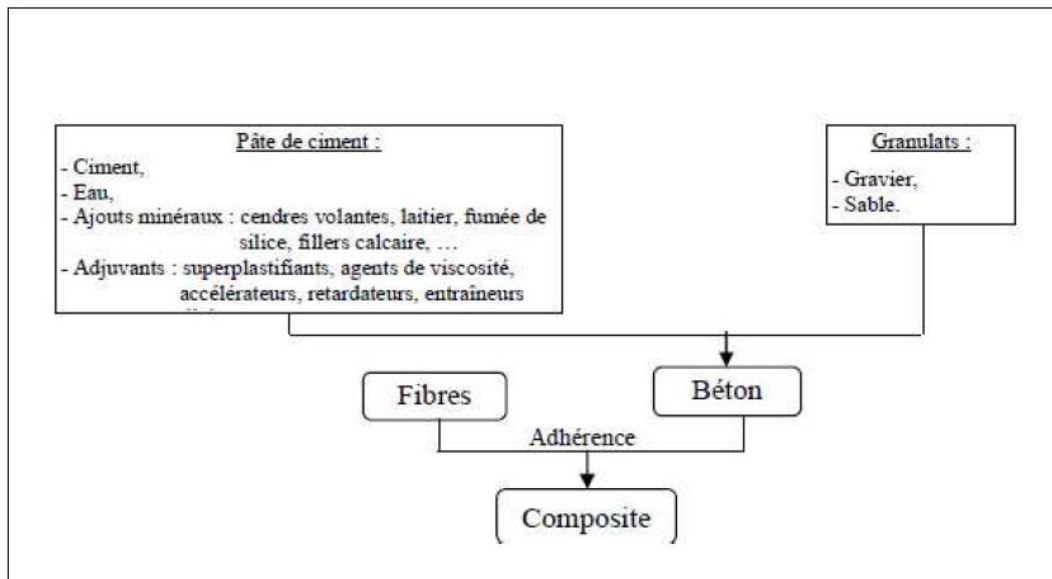 Pâte de ciment :
- Ciment,
- Eau,
- Ajouts minéraux : cendres volantes, laitier, fumée de
silice, fillers calcaire, …
- Adjuvants : superplastifiants, agents de viscosité,
accélérateurs, retardateurs, entraîneurs
Granulats :
- Gravier,
- Sable.
Fibres
Béton
Adhérence
Composite